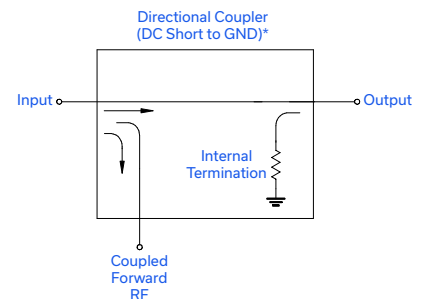 Directional Coupler
(DC Short to GND)*
Input
Output
Internal
Termination
Coupled
Forward
RF